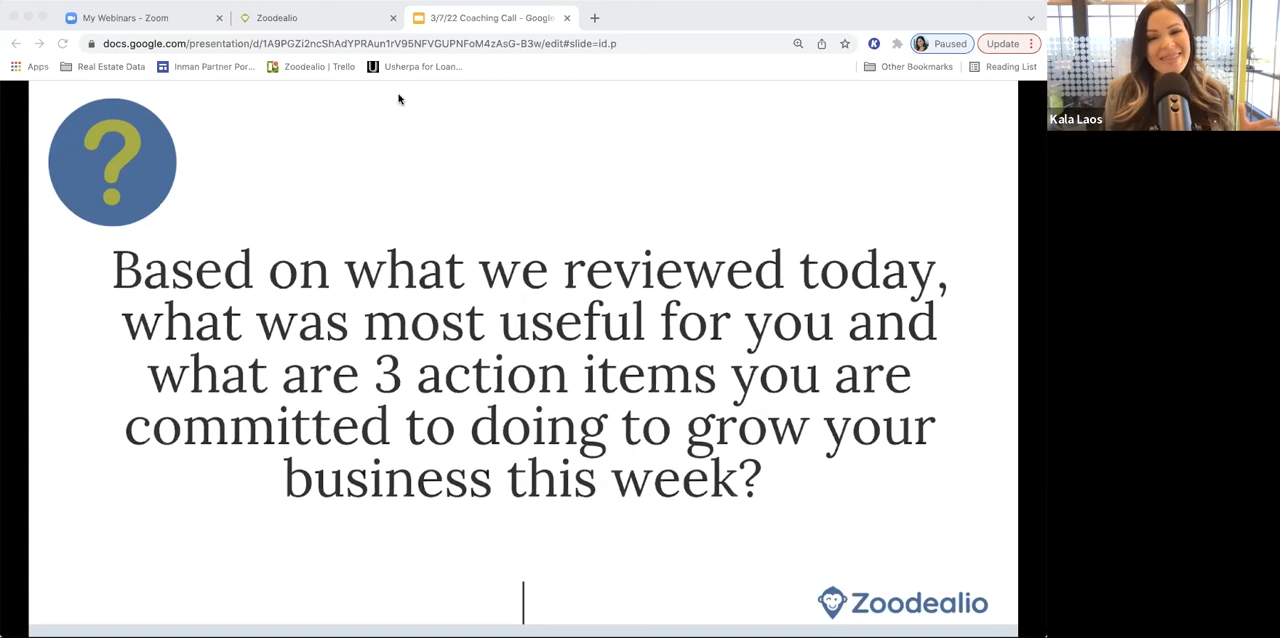 My Webinars - Zoom
Zoodealio
3/7/22 Coaching Call - Google
docs.google.com/presentation/d/1A9PGZi2ncShAdYPRAun1rV95NFVGUPNFoM4zAsG-B3w/edit#slide=id.p
Paused
Update
Apps
Real Estate Data
Inman Partner Por...
Zoodealio | Trello
Usherpa for Loan...
Other Bookmarks
Reading List
Kala Laos
?
Based on what we reviewed today,
what was most useful for you and
what are 3 action items you are
committed to doing to grow your
business this week?
Zoodealio